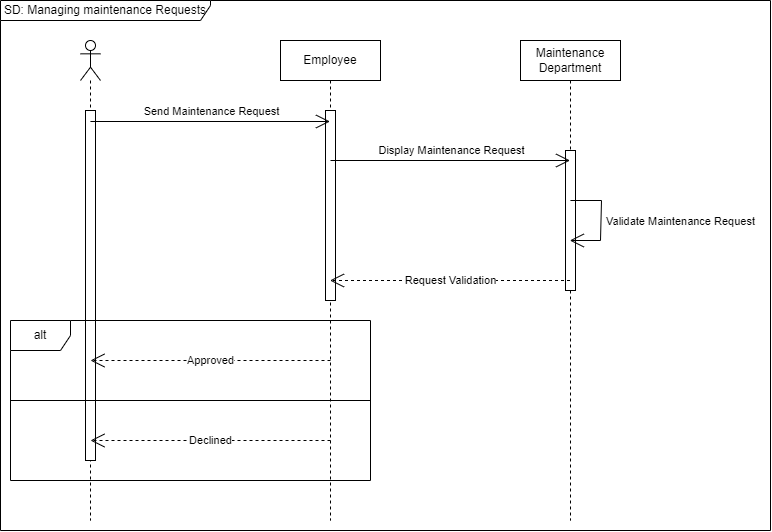 SD: Managing maintenance Requests
Employee
Maintenance
Department
Send Maintenance Request
Display Maintenance Request
Validate Maintenance Request
Request Validation
alt
Approved
Declined